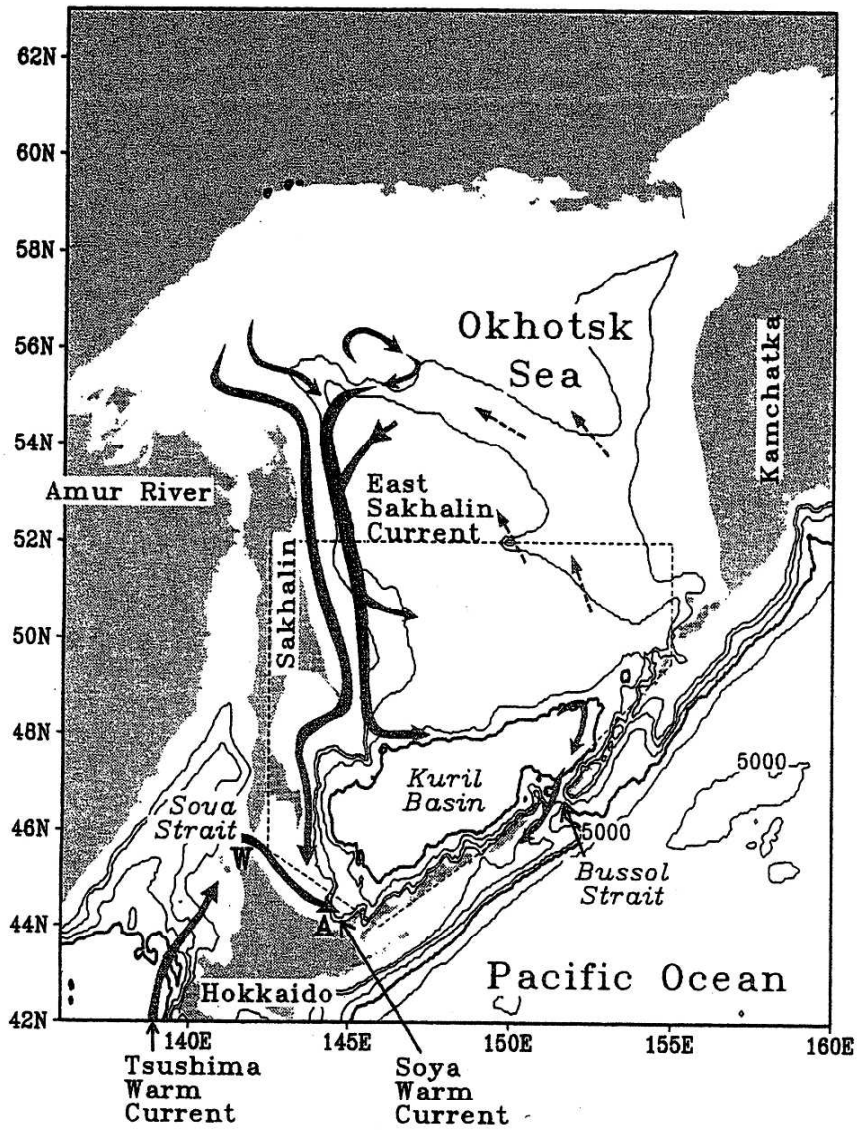 62N
60N
58N
56N
54N
52N
50N
48N
46N
44N
42N
140E
145E
150E
155E
160E
Okhotsk
Sea
Kamchatka
Amur River
East
Sakhalin
Current
Sakhalin
Kuril
Basin
Soya
Strait
W
A
5000
5000
Bussol
Strait
Hokkaido
Pacific Ocean
Tsushima
Warm
Current
Soya
Warm
Current